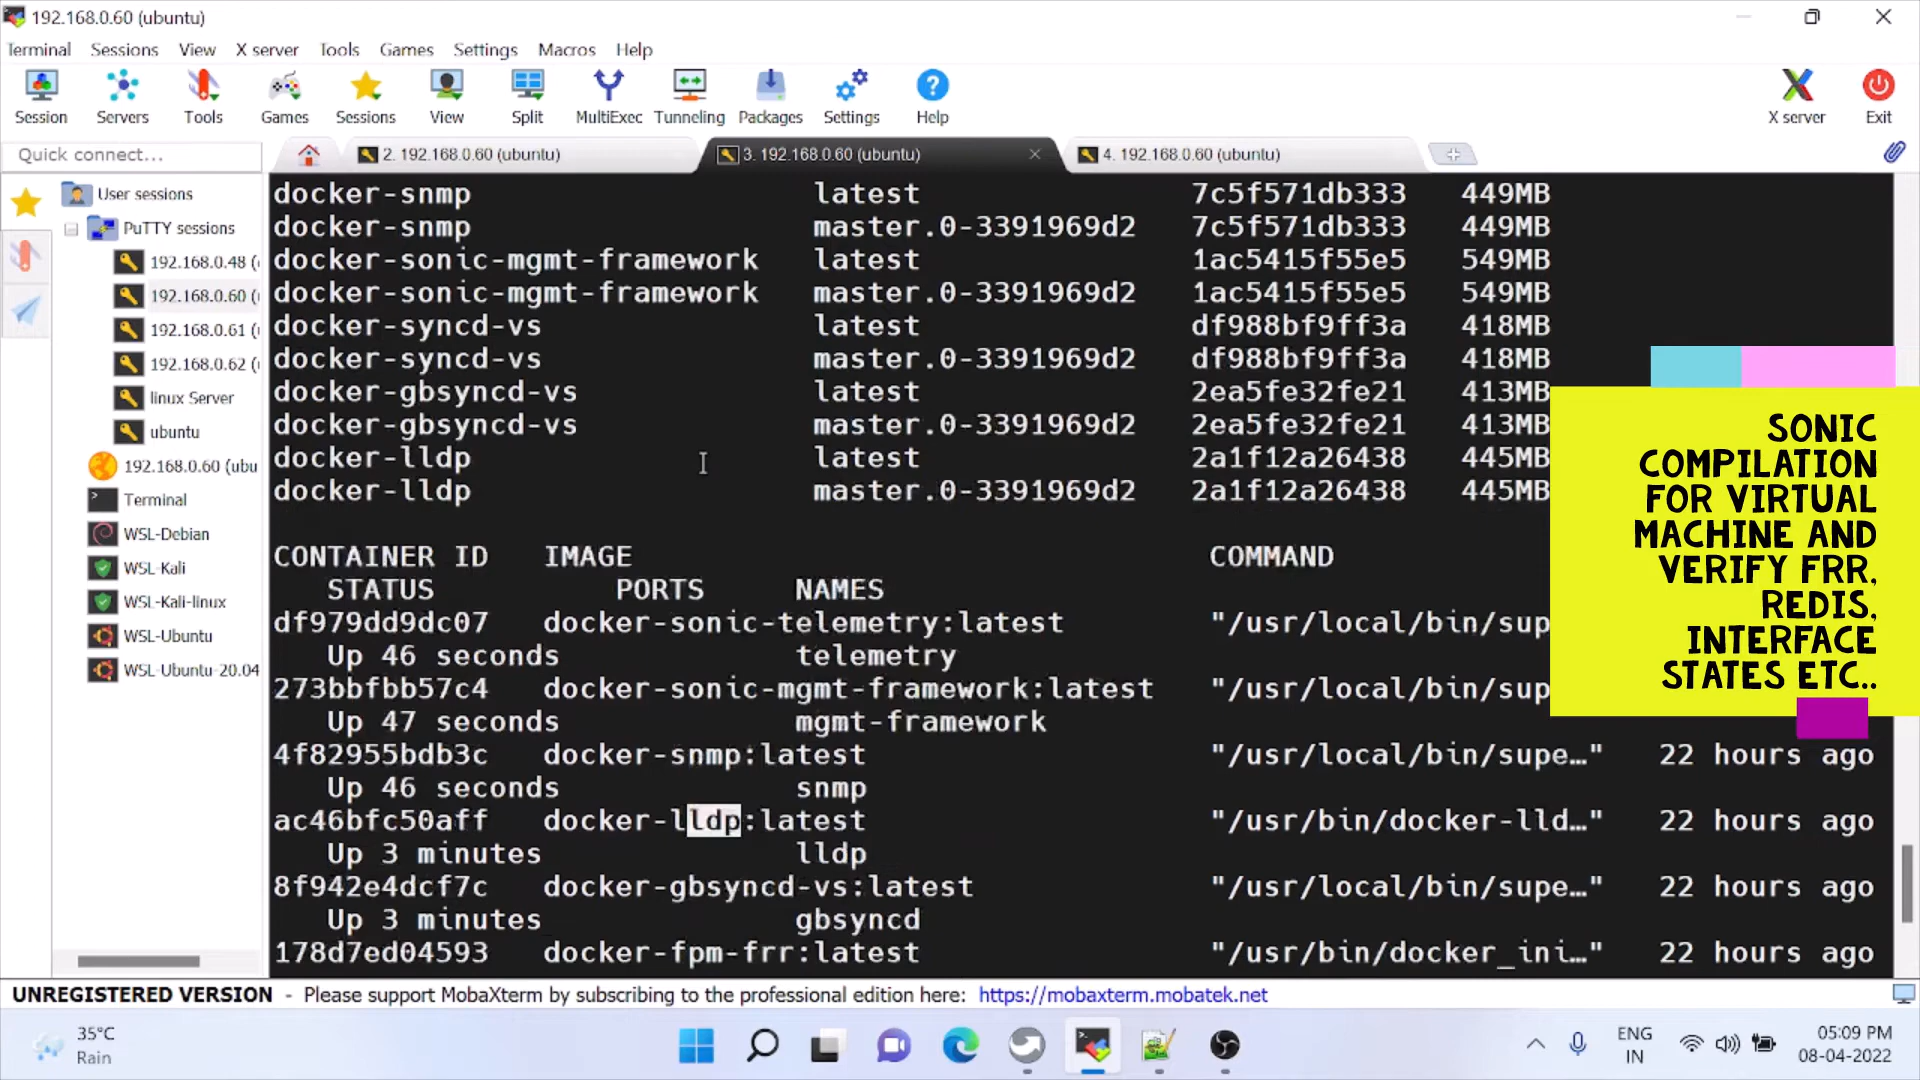 192.168.0.60 (ubuntu)
Terminal Sessions View X server Tools Games Settings Macros Help
Session Servers Tools Games Sessions View Split MultiExec Tunneling Packages Settings Help X server Exit
Quick connect...
2. 192.168.0.60 (ubuntu)
3. 192.168.0.60 (ubuntu)
4. 192.168.0.60 (ubuntu)
User sessions
PuTTY sessions
192.168.0.48 (
192.168.0.60 (
192.168.0.61 (
192.168.0.62 (
linux Server
ubuntu
192.168.0.60 (ubu
Terminal
WSL-Debian
WSL-Kali
WSL-Kali-linux
WSL-Ubuntu
WSL-Ubuntu-20.04
docker-snmp latest 7c5f571db333 449MB
docker-snmp master.0-3391969d2 7c5f571db333 449MB
docker-sonic-mgmt-framework latest 1ac5415f55e5 549MB
docker-sonic-mgmt-framework master.0-3391969d2 1ac5415f55e5 549MB
docker-syncd-vs latest df988bf9ff3a 418MB
docker-syncd-vs master.0-3391969d2 df988bf9ff3a 418MB
docker-gbsyncd-vs latest 2ea5fe32fe21 413MB
docker-gbsyncd-vs master.0-3391969d2 2ea5fe32fe21 413MB
docker-lldp latest 2a1f12a26438 445MB
docker-lldp master.0-3391969d2 2a1f12a26438 445MB
CONTAINER ID IMAGE COMMAND
STATUS PORTS NAMES
df979dd9dc07 docker-sonic-telemetry:latest "/usr/local/bin/sup
Up 46 seconds telemetry
273bbfbb57c4 docker-sonic-mgmt-framework:latest "/usr/local/bin/sup
Up 47 seconds mgmt-framework
4f82955bdb3c docker-snmp:latest "/usr/local/bin/supe…" 22 hours ago
Up 46 seconds snmp
ac46bfc50aff docker-lldp:latest "/usr/bin/docker-lld…" 22 hours ago
Up 3 minutes lldp
8f942e4dcf7c docker-gbsyncd-vs:latest "/usr/local/bin/supe…" 22 hours ago
Up 3 minutes gbsyncd
178d7ed04593 docker-fpm-frr:latest "/usr/bin/docker_ini…" 22 hours ago
SONIC
COMPILATION
FOR VIRTUAL
MACHINE AND
VERIFY FRR,
REDIS,
INTERFACE
STATES ETC..
UNREGISTERED VERSION - Please support MobaXterm by subscribing to the professional edition here: https://mobaxterm.mobatek.net
35°C
Rain
ENG
IN
05:09 PM
08-04-2022